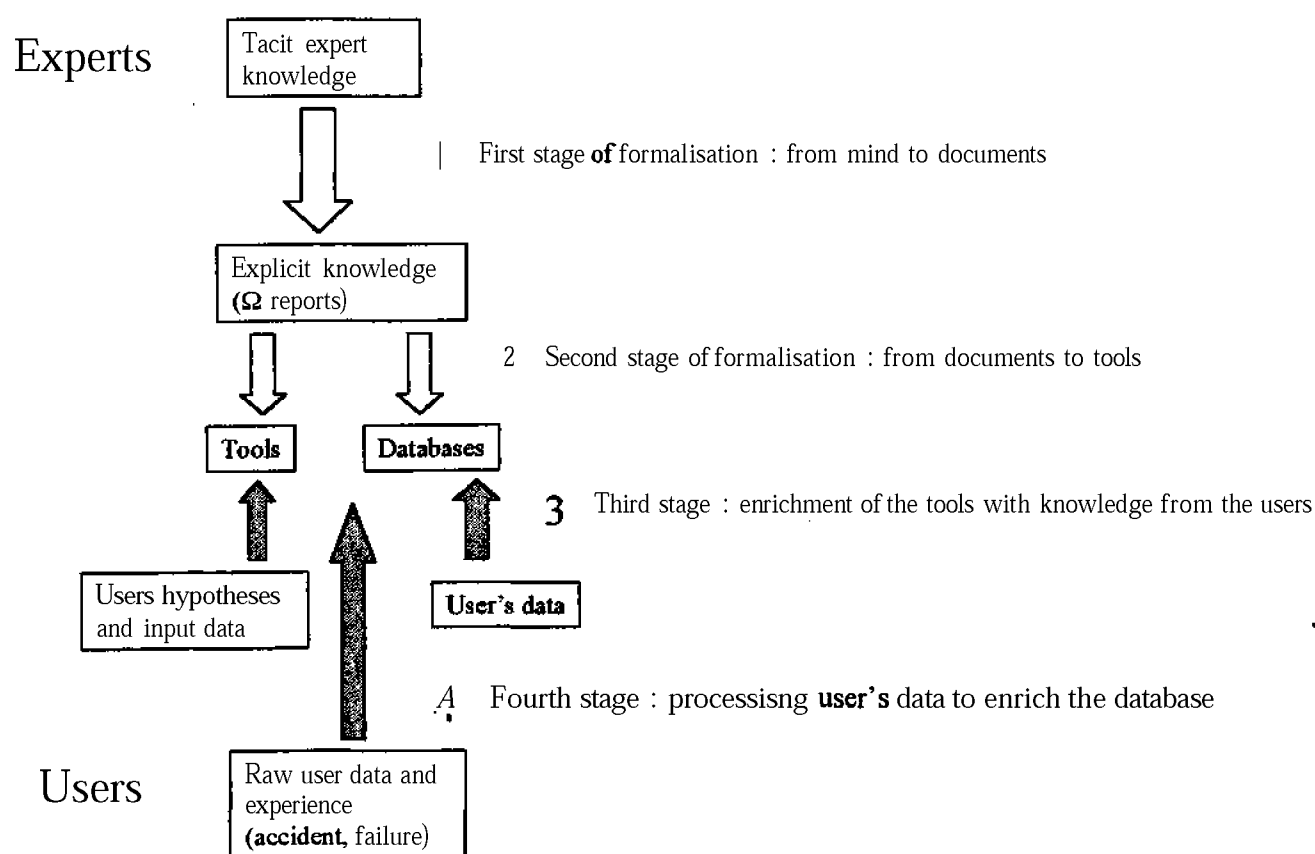 Experts
Tacit expert
knowledge
| First stage of formalisation : from mind to documents
Explicit knowledge
(Ω reports)
2 Second stage of formalisation : from documents to tools
Tools
Databases
3 Third stage : enrichment of the tools with knowledge from the users
Users hypotheses
and input data
User's data
A Fourth stage : processisng user's data to enrich the database
Users
Raw user data and
experience
(accident, failure)